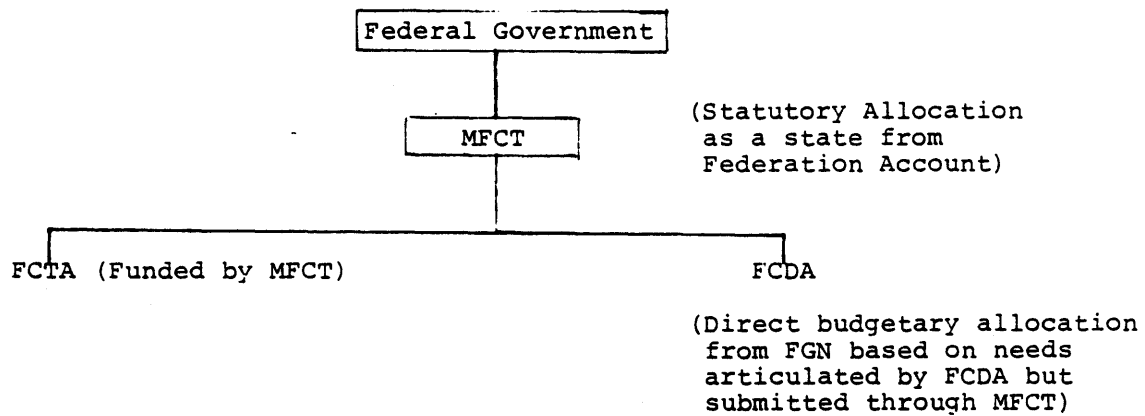 Federal Government
(Statutory Allocation
as a state from
Federation Account)
MFCT
FCTA (Funded by MFCT)
FCDA
(Direct budgetary allocation
from FGN based on needs
articulated by FCDA but
submitted through MFCT)